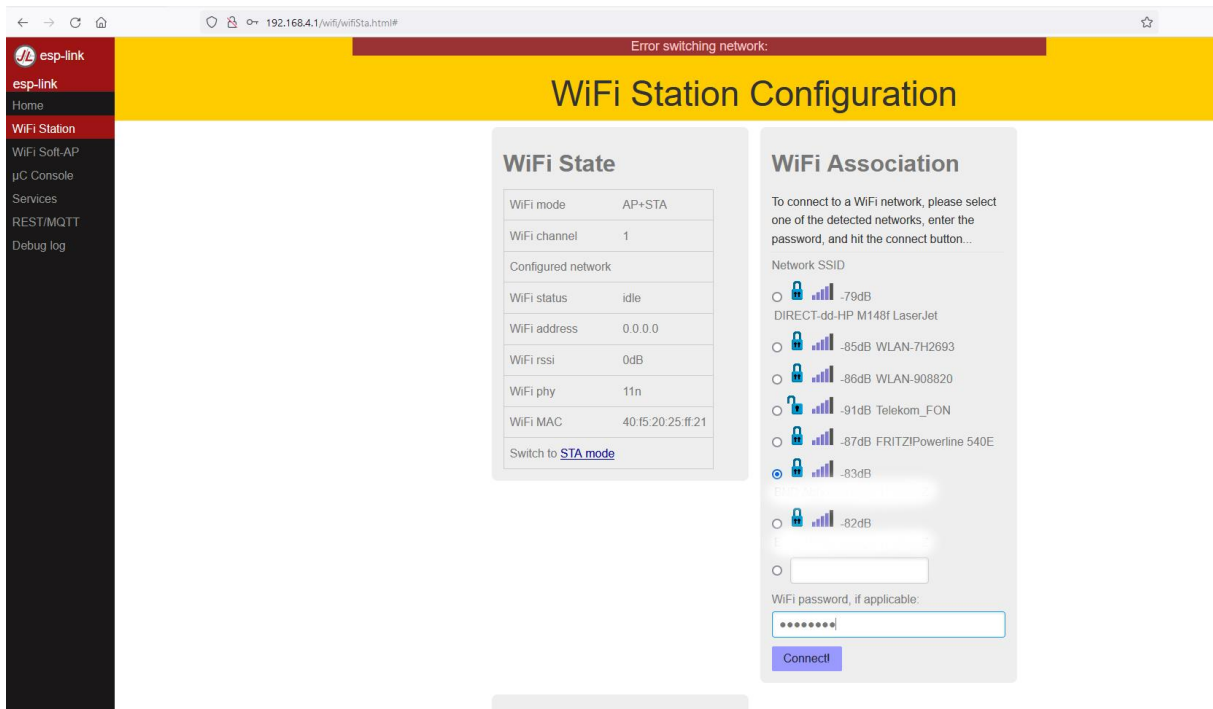 192.168.4.1/wifi/wifiSta.html#
JL esp-link
esp-link
Home
WiFi Station
WiFi Soft-AP
µC Console
Services
REST/MQTT
Debug log
Error switching network:
WiFi Station Configuration
WiFi State
WiFi mode AP+STA
WiFi channel 1
Configured network
WiFi status idle
WiFi address 0.0.0.0
WiFi rssi 0dB
WiFi phy 11n
WiFi MAC 40:f5:20:25:ff:21
Switch to STA mode
WiFi Association
To connect to a WiFi network, please select
one of the detected networks, enter the
password, and hit the connect button...
Network SSID
-79dB
DIRECT-dd-HP M148f LaserJet
-85dB WLAN-7H2693
-86dB WLAN-908820
-91dB Telekom_FON
-87dB FRITZ!Powerline 540E
-83dB
-82dB
WiFi password, if applicable:
Connect!